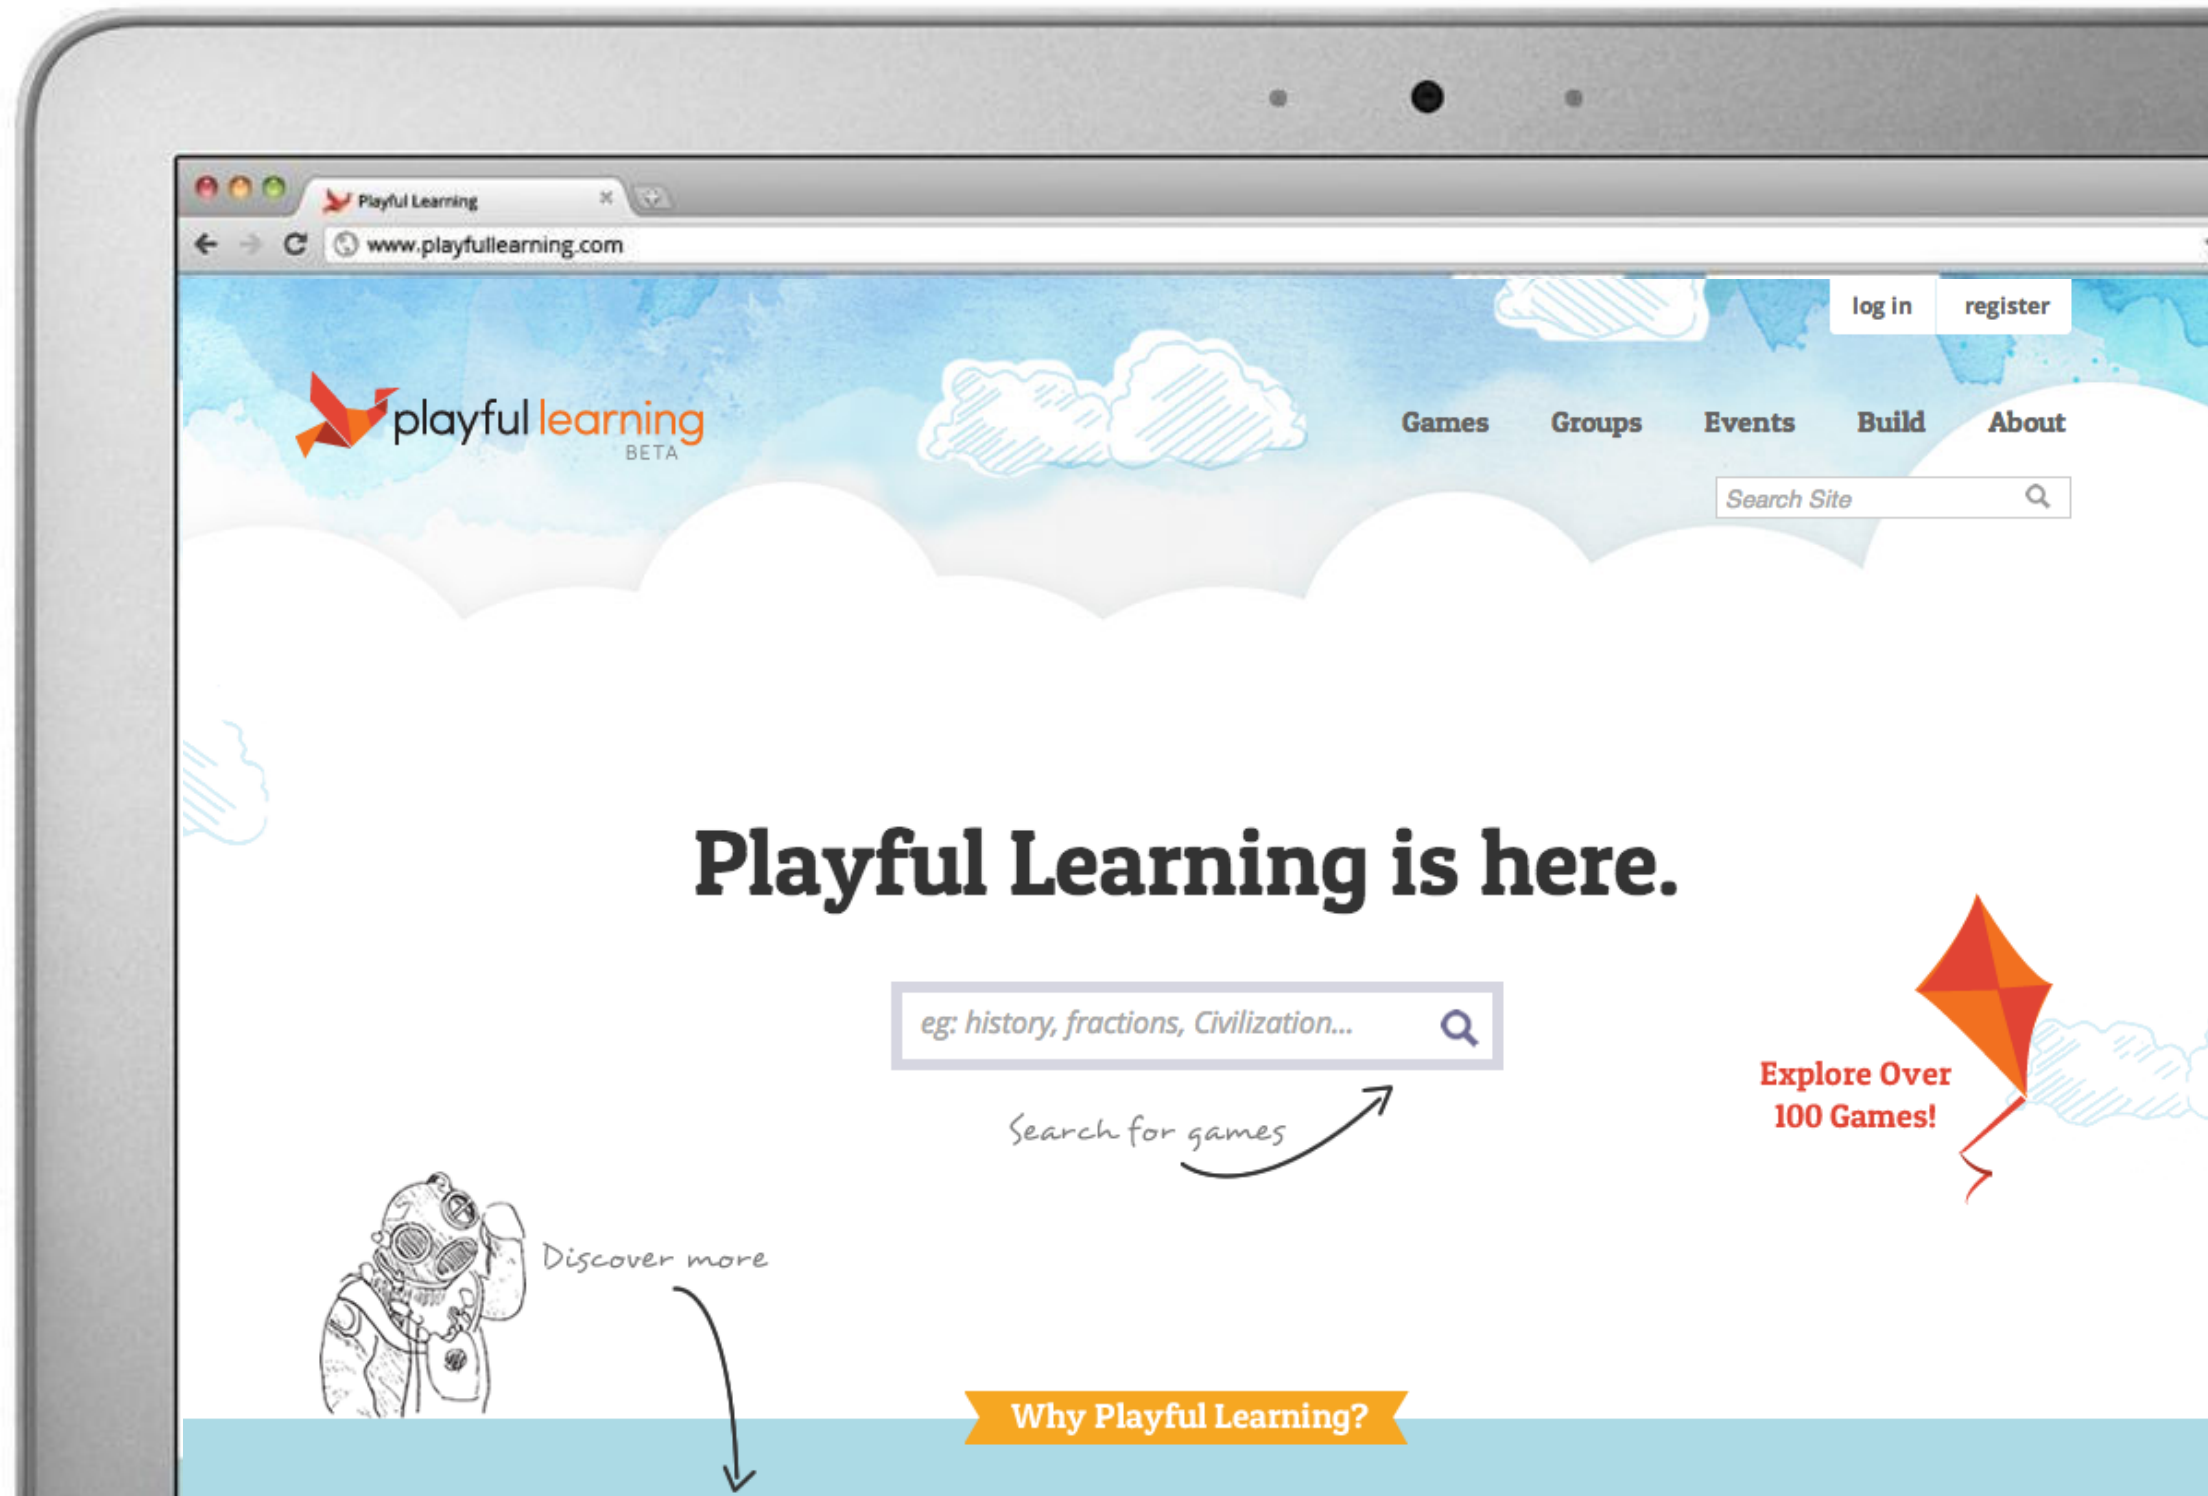 Playful Learning
www.playfullearning.com
log in register
playful learning
BETA
Games Groups Events Build About
Search Site
Playful Learning is here.
eg: history, fractions, Civilization...
Search for games
Explore Over
100 Games!
Discover more
Why Playful Learning?